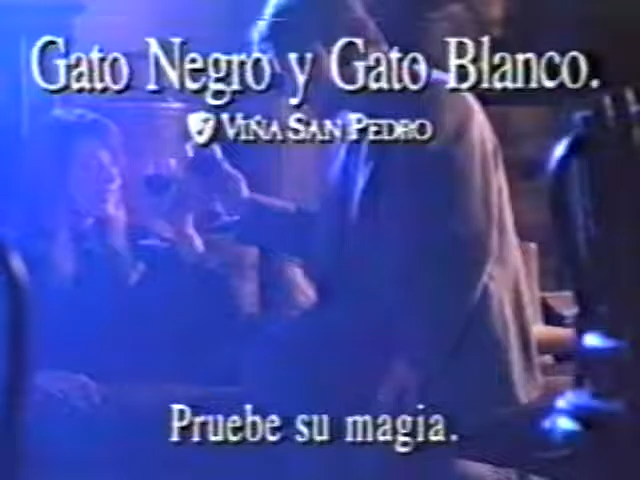 Gato Negro y Gato Blanco.
VIÑA SAN PEDRO
Pruebe su magia.